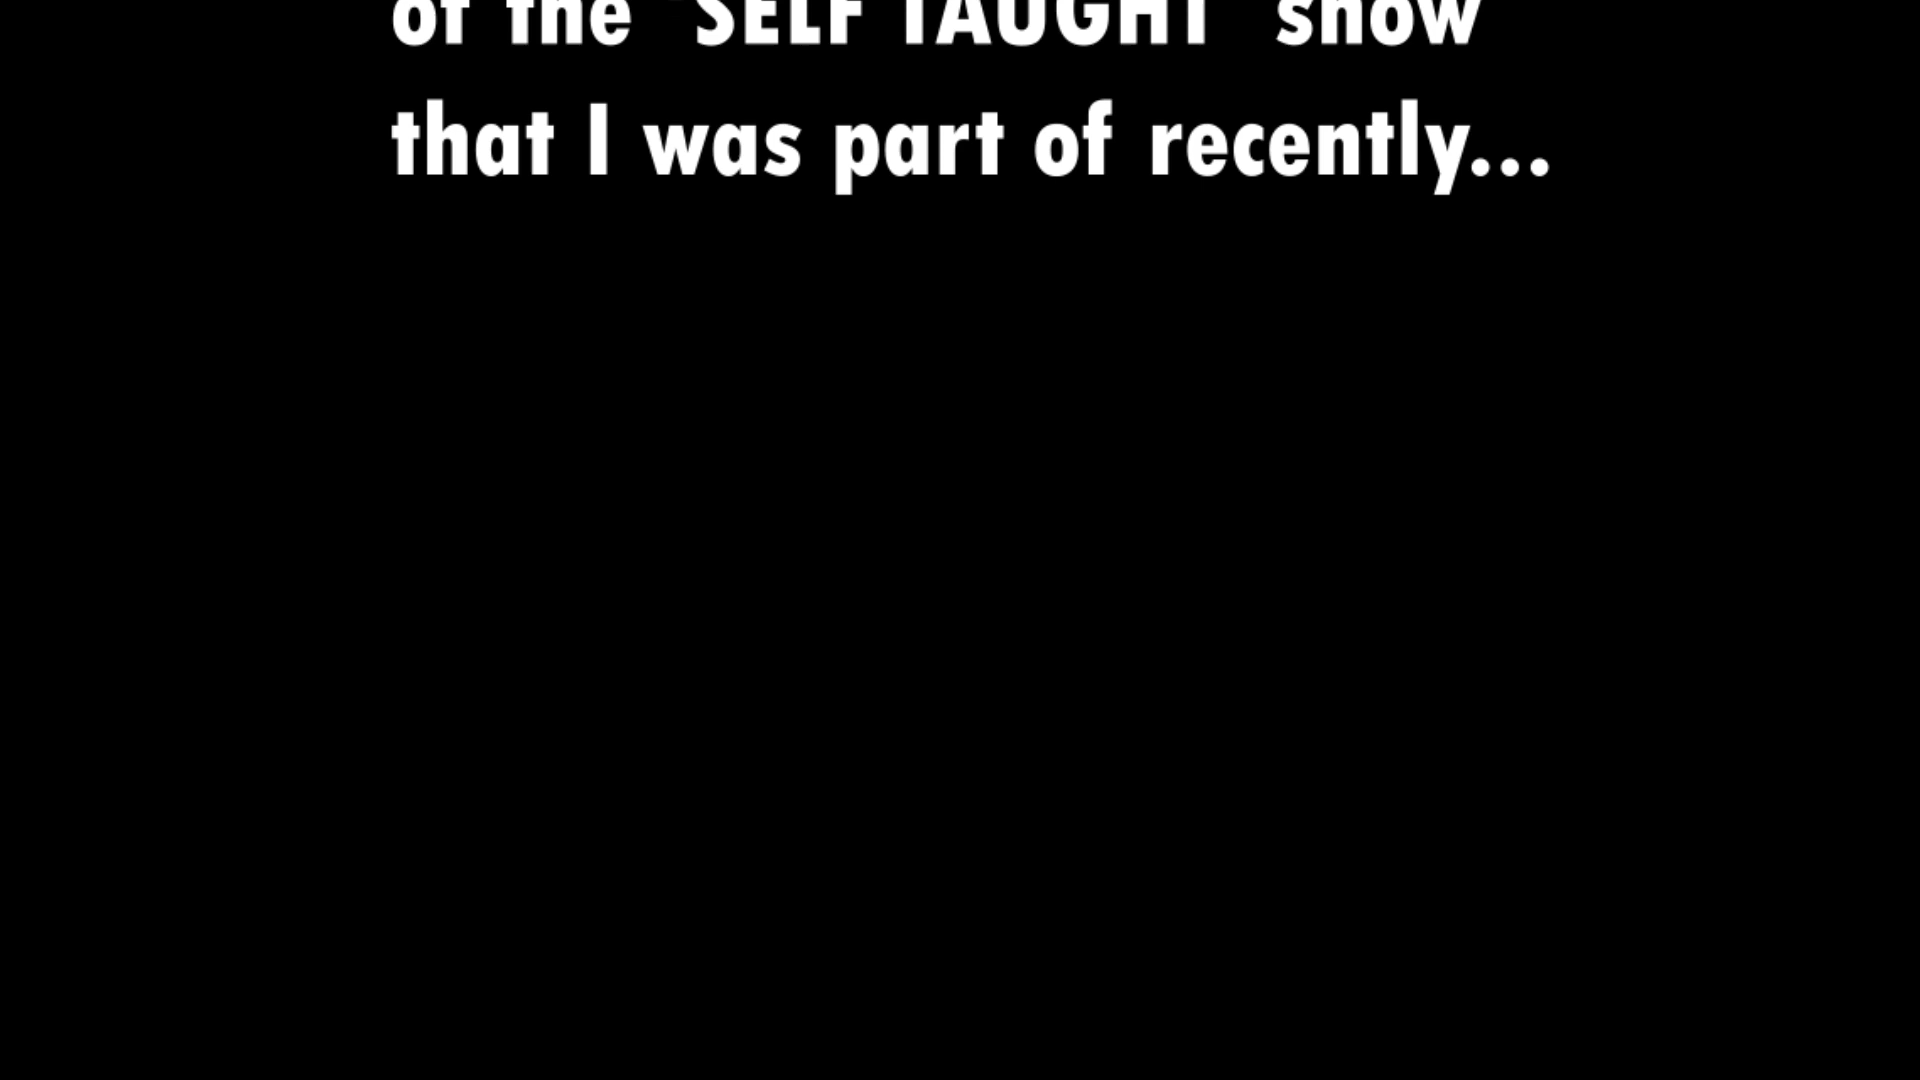 of the "SELF TAUGHT" show
that I was part of recently...